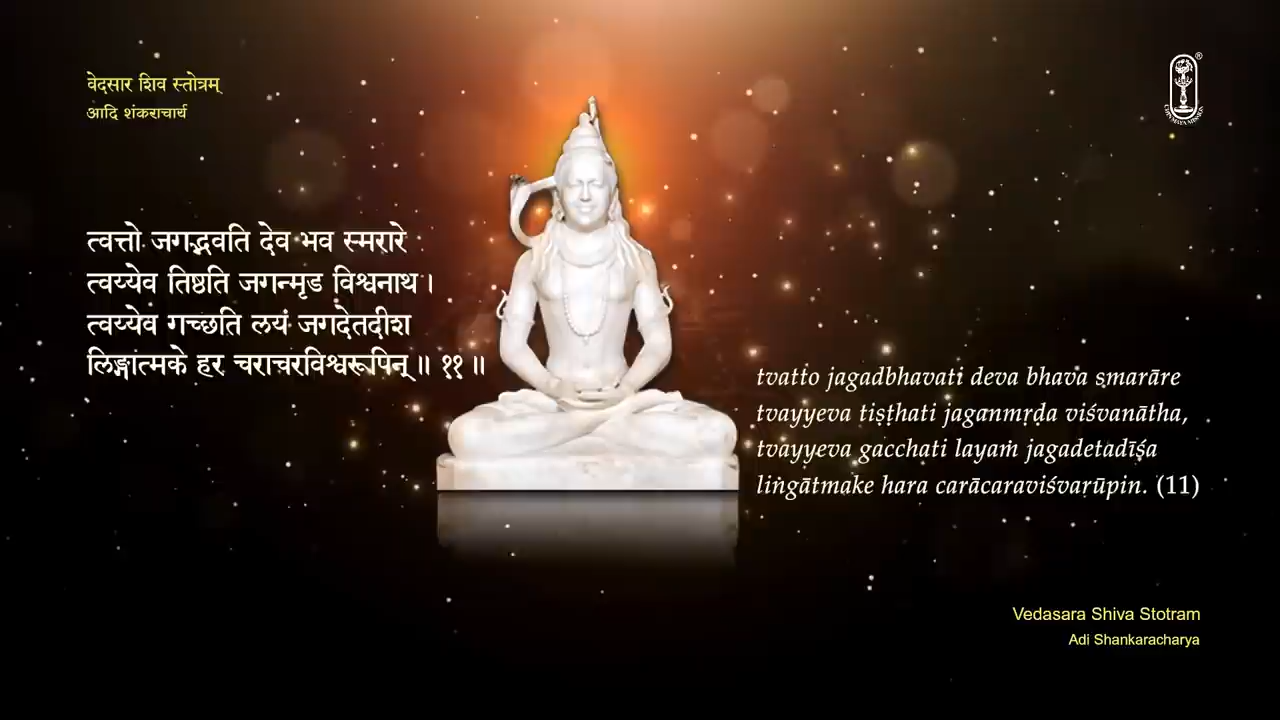 वेदसार शिव स्तोत्रम्
आदि शंकराचार्य
त्वत्तो जगद्भवति देव भव स्मरारे
त्वय्येव तिष्ठति जगन्मृड विश्वनाथ ।
त्वय्येव गच्छति लयं जगदेतदीश
लिङ्गात्मके हर चराचरविश्वरूपिन् ॥ ११ ॥
tvatto jagadbhavati deva bhava smarāre
tvayyeva tiṣṭhati jaganmṛḍa viśvanātha,
tvayyeva gacchati layaṁ jagadetadīśa
liṅgātmake hara carācaraviśvarūpin. (11)
Vedasara Shiva Stotram
Adi Shankaracharya
CHINMAYA MISSION
®